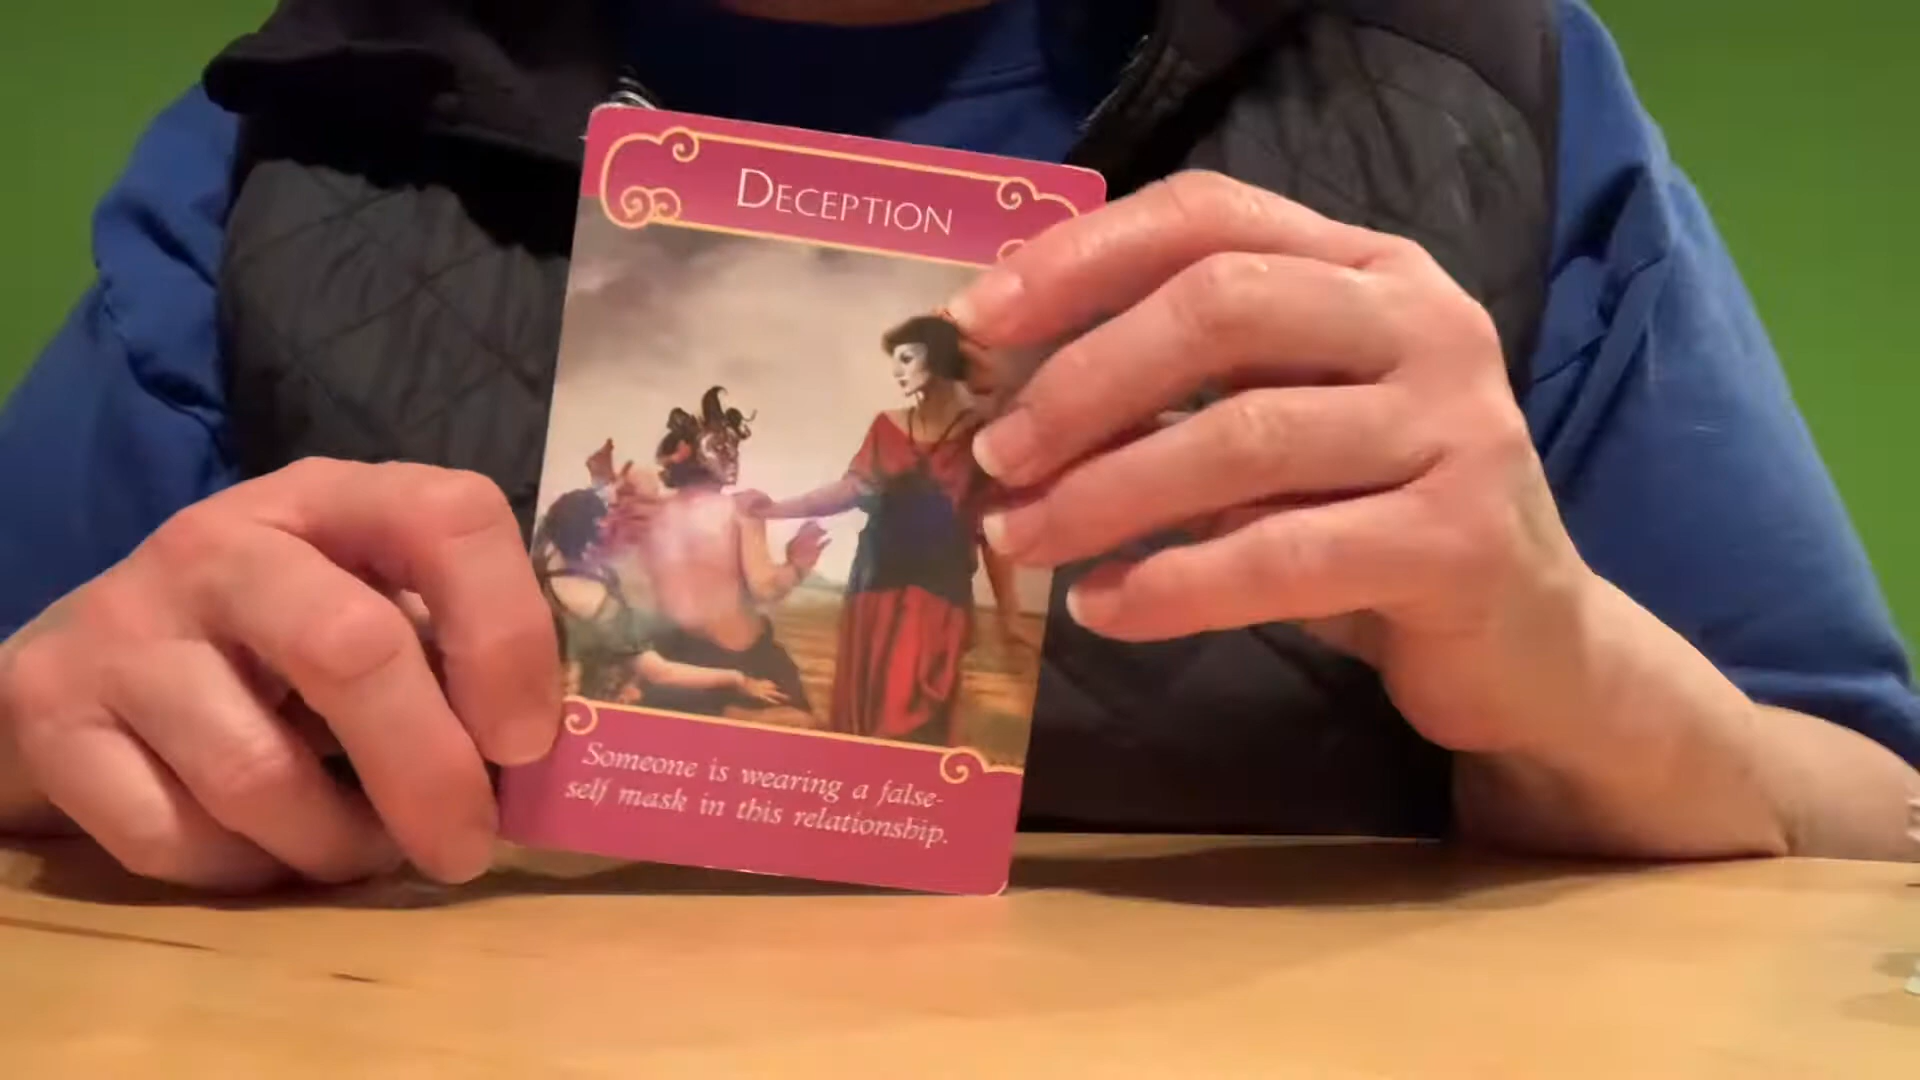 DECEPTION
Someone is wearing a false-
self mask in this relationship.